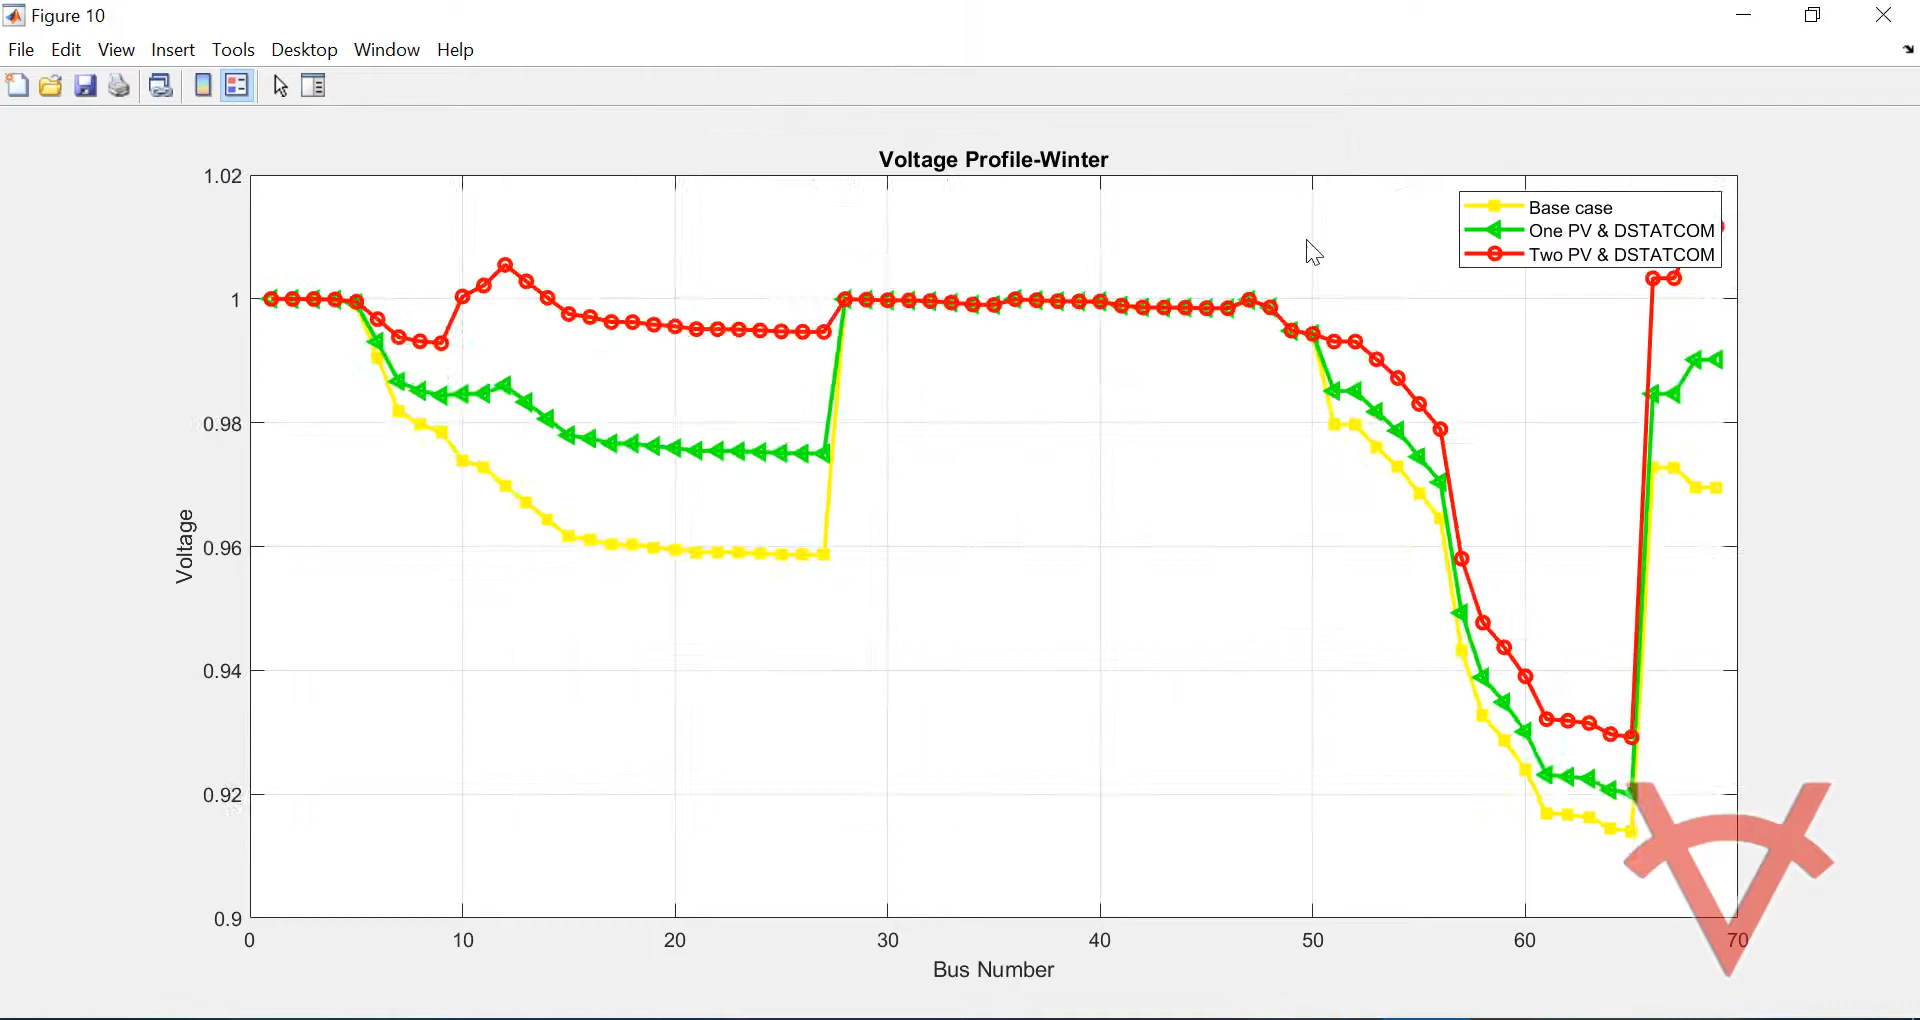 Figure 10
File Edit View Insert Tools Desktop Window Help
Voltage Profile-Winter
1.02
1
0.98
0.96
0.94
0.92
0.9
Voltage
Base case
One PV & DSTATCOM
Two PV & DSTATCOM
0 10 20 30 40 50 60 70
Bus Number